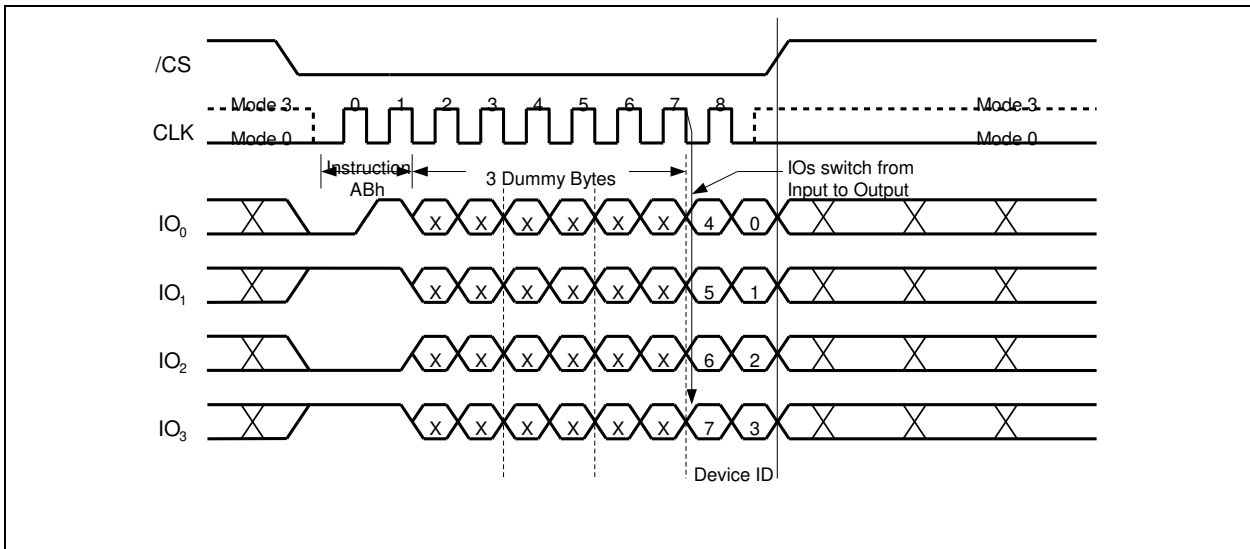 /CS
Mode 3 0 1 2 3 4 5 6 7 8 Mode 3
CLK
Mode 0 Mode 0
Instruction
ABh
3 Dummy Bytes
IOs switch from
Input to Output
IO0 X X X X X X 4 0
IO1 X X X X X X 5 1
IO2 X X X X X X 6 2
IO3 X X X X X X 7 3
Device ID